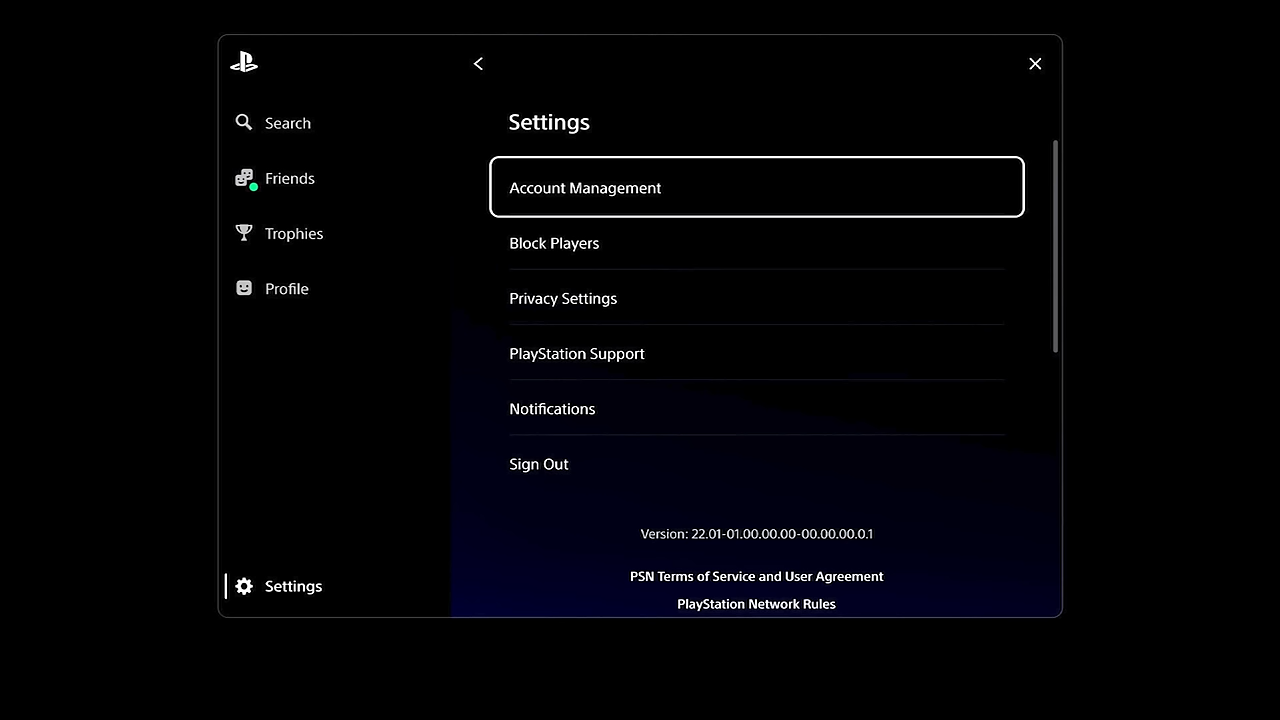 Search
Friends
Trophies
Profile
Settings
Settings
Account Management
Block Players
Privacy Settings
PlayStation Support
Notifications
Sign Out
Version: 22.01-01.00.00.00-00.00.00.0.1
PSN Terms of Service and User Agreement
PlayStation Network Rules